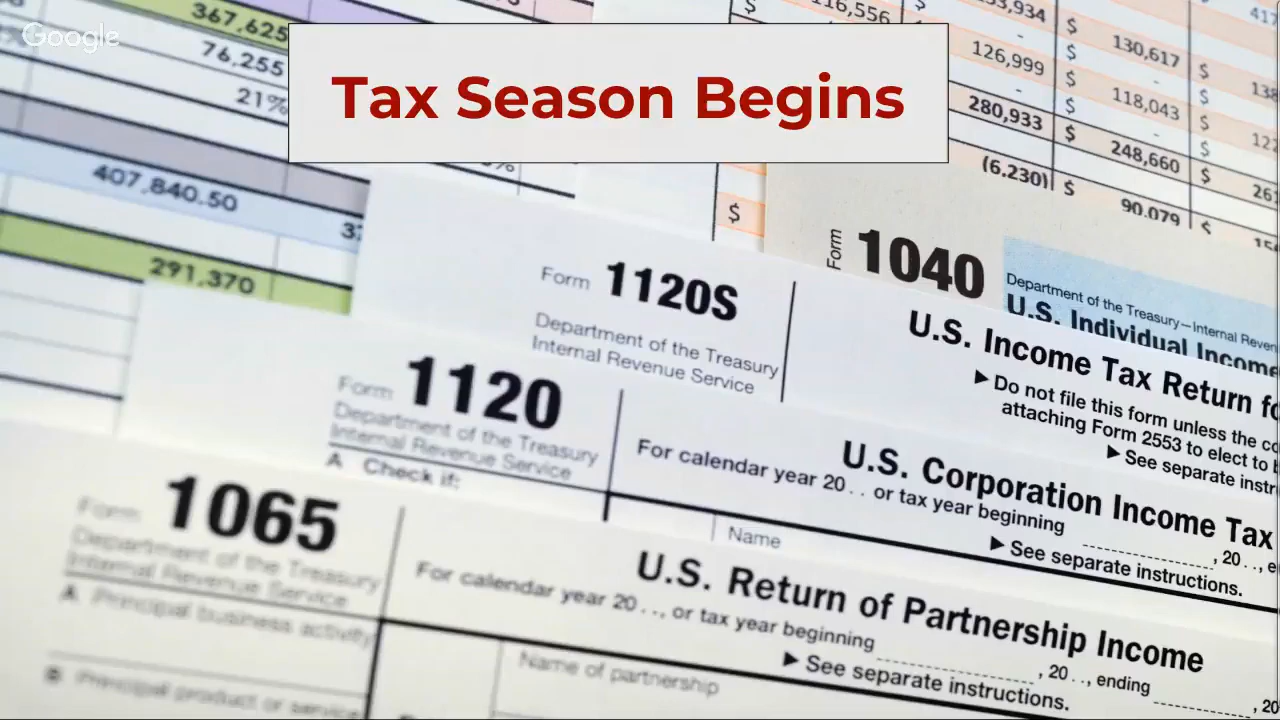 Google
367,625
76,255
21%
Tax Season Begins
116,556
$
126,999
280,933
(6.230)
$ 130,617 $
$ 118,043 $
$ 248,660 $
$ 90.079 $
407,840.50
291,370
$
Form 1040
Department of the Treasury—Internal
U.S. Individual Income
Form 1120S
Department of the Treasury
Internal Revenue Service
U.S. Income Tax Return
▶ Do not file this form unless the
attaching Form 2553 to elect to
▶ See separate
Form 1120
Department of the Treasury
Internal Revenue Service
A Check if:
U.S. Corporation Income Tax
For calendar year 20 . . or tax year beginning , 20 . .,
Name
▶ See separate instructions.
Form 1065
Department of the Treasury
Internal Revenue Service
A Principal business activity
B Principal product or service
U.S. Return of Partnership Income
For calendar year 20 . . ., or tax year beginning , 20 . ., ending , 20
▶ See separate instructions.
Name of partnership